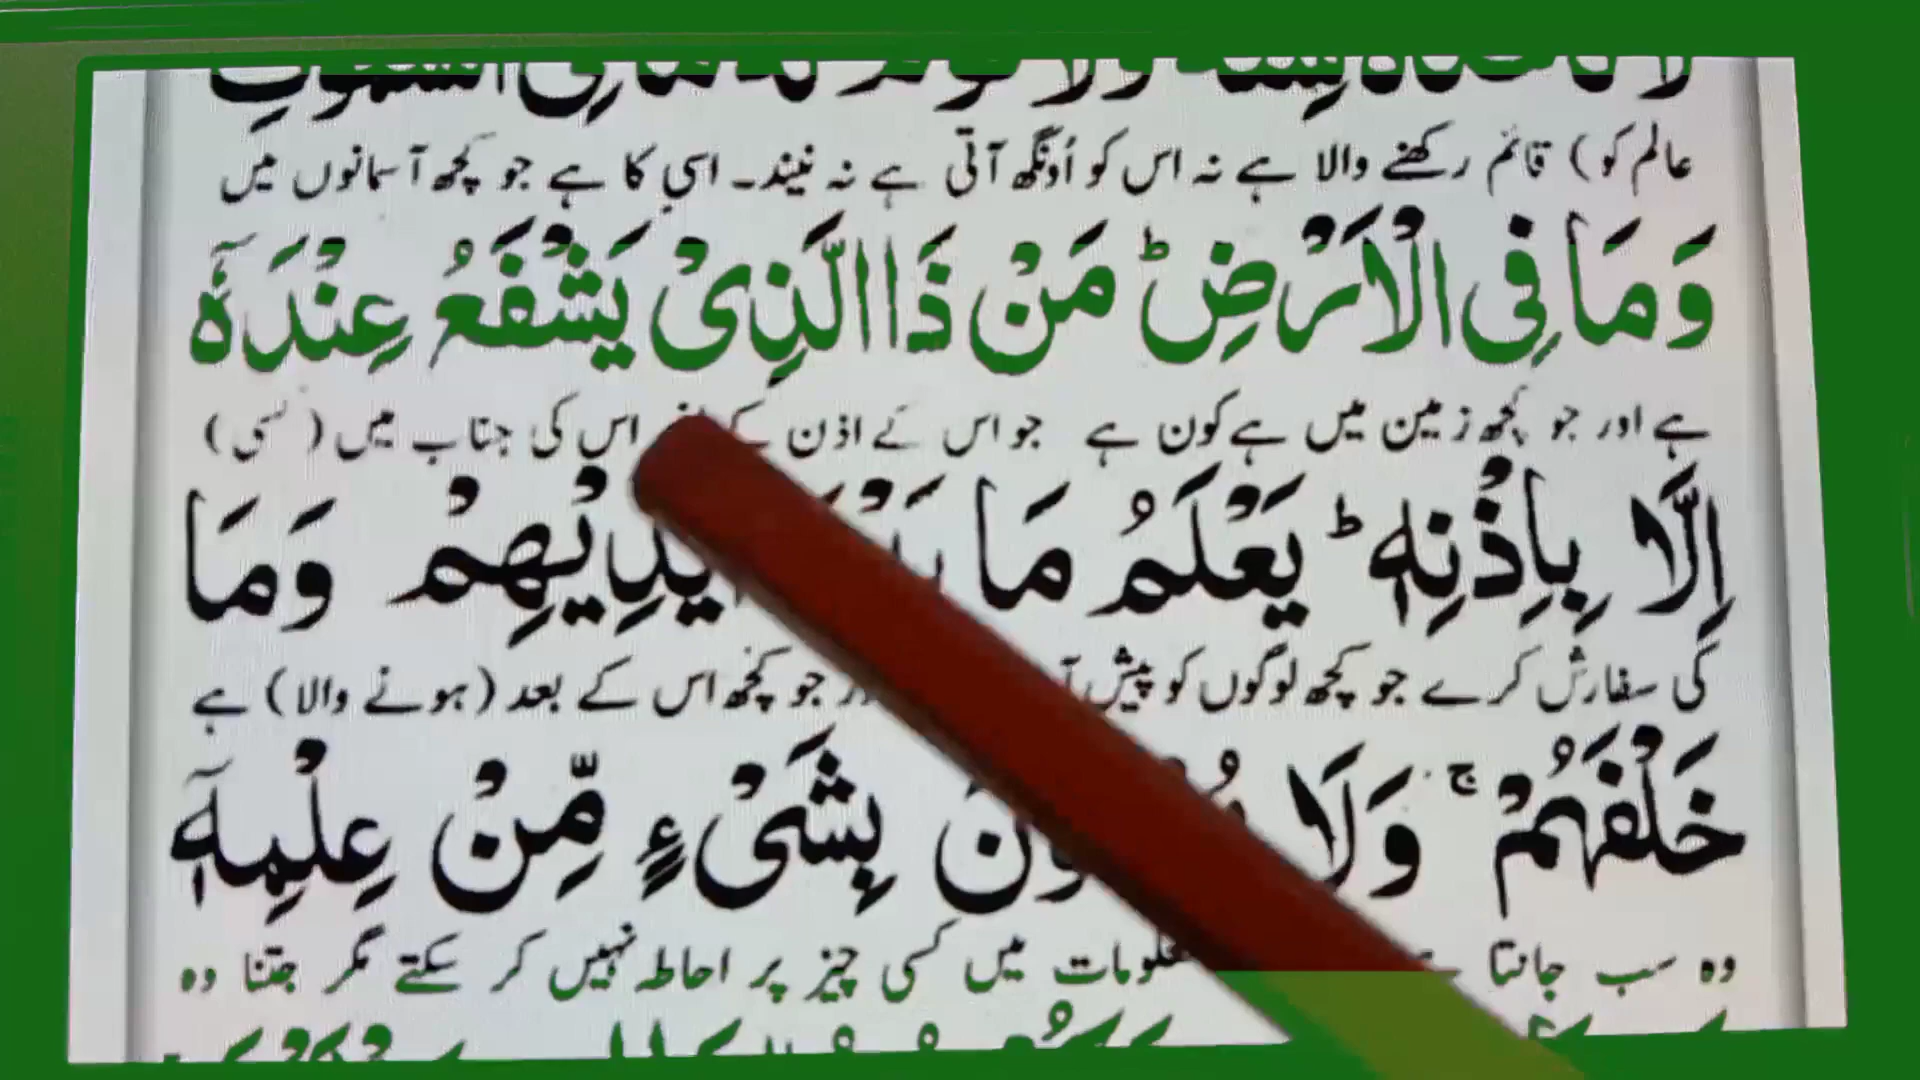 عالم کو) قائم رکھنے والا ہے نہ اس کو اُونگھ آتی ہے نہ نیند۔ اسی کا ہے جو کچھ آسمانوں میں
وَمَا فِى الْاَرْضِ ؕ مَنْ ذَا الَّذِىْ يَشْفَعُ عِنْدَهٗۤ
ہے اور جو کچھ زمین میں ہے کون ہے جو اس کے اذن کے اس کی جناب میں (کسی)
اِلَّا بِاِذْنِهٖ ؕ يَعْلَمُ مَا وَمَا
کی سفارش کرے جو کچھ لوگوں کو پیش جو کچھ اس کے بعد (ہونے والا) ہے
خَلْفَهُمْ ۚ وَلَا بِشَىْءٍ مِّنْ عِلْمِهٖۤ
وہ سب جانتا میں کسی چیز پر احاطہ نہیں کر سکتے مگر جتنا وہ